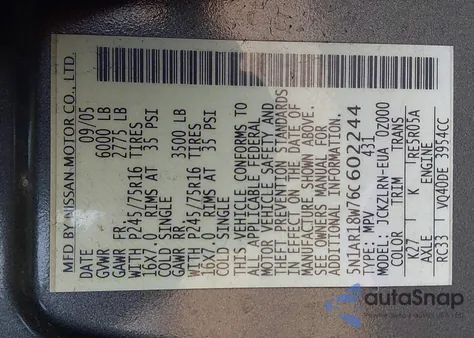 MFD BY NISSAN MOTOR CO., LTD.
DATE 09/05
GVWR 6000 LB
GAWR FR. 2775 LB
WITH P245/75R16 TIRES
16X7.0 RIMS AT 35 PSI
COLD SINGLE
GAWR RR 3500 LB
WITH P245/75R16 TIRES
16X7.0 RIMS AT 35 PSI
COLD SINGLE
THIS VEHICLE CONFORMS TO
ALL APPLICABLE FEDERAL
MOTOR VEHICLE SAFETY AND
THEFT PREVENTION STANDARDS
IN EFFECT ON THE DATE OF
MANUFACTURE SHOWN ABOVE.
SEE OWNERS MANUAL FOR
ADDITIONAL INFORMATION.
5N1AR18W76C602244
TYPE: MPV 431
MODEL: JCKZLRN-EUA DZ000
COLOR TRIM TRANS
K27 K RE5R05A
AXLE ENGINE
RC33 VQ40DE 3954CC
autoSnap